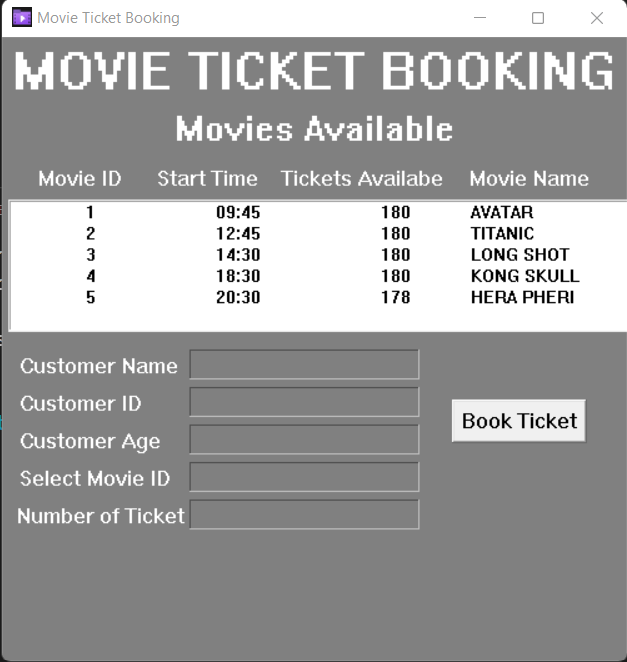 Movie Ticket Booking
MOVIE TICKET BOOKING
Movies Available
Movie ID Start Time Tickets Availabe Movie Name
1 09:45 180 AVATAR
2 12:45 180 TITANIC
3 14:30 180 LONG SHOT
4 18:30 180 KONG SKULL
5 20:30 178 HERA PHERI
Customer Name
Customer ID
Book Ticket
Customer Age
Select Movie ID
Number of Ticket